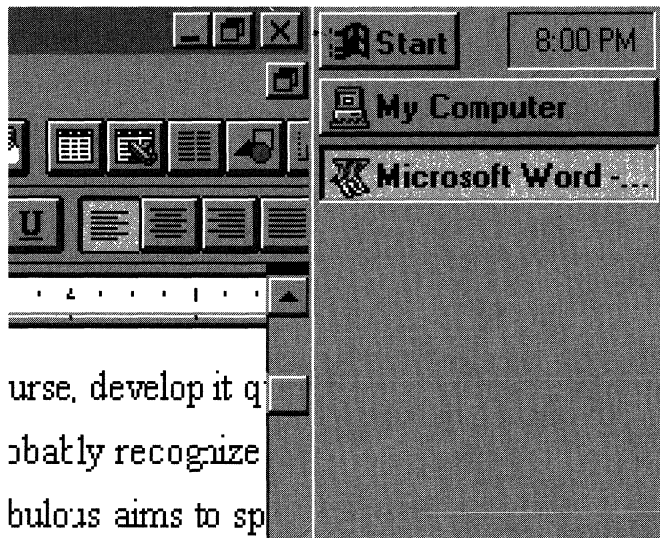 Start
8:00 PM
My Computer
Microsoft Word -...
U
urse, develop it q
obably recognize
bulous aims to sp